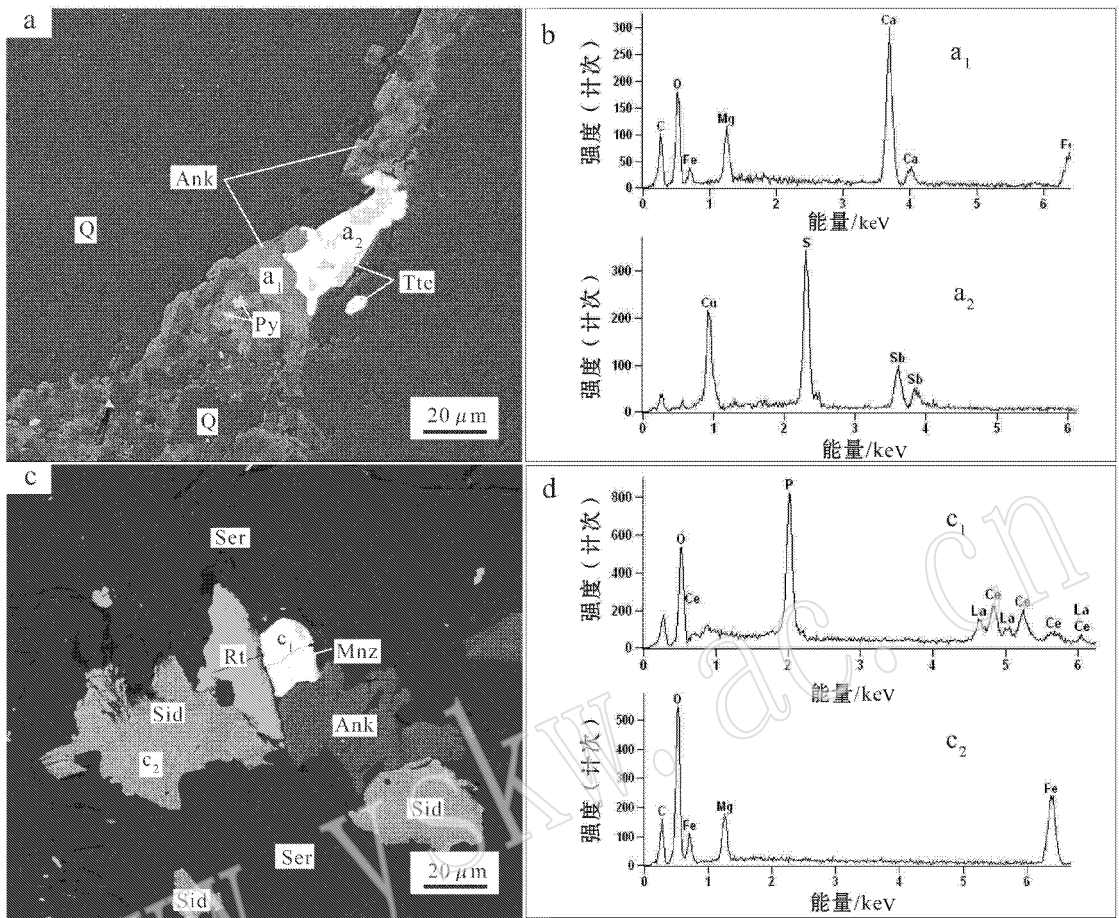 a
Ank
Q
a₂
a₁
Tte
Py
Q
20 μm
b
强度（计次）
300
250
200
150
100
50
0
C
O
Fe
Mg
Ca
Ca
a₁
0 1 2 3 4 5 6
能量/keV
强度（计次）
300
200
100
0
Cu
S
Sb
Sb
a₂
0 1 2 3 4 5 6
能量/keV
c
Ser
c₁
Rt
Mnz
Sid
Ank
c₂
Sid
Ser
20 μm
Sid
d
强度（计次）
800
600
400
200
0
O
Ce
P
La
Ce
La
Ce
Ce
La
Ce
c₁
0 1 2 3 4 5 6
能量/keV
强度（计次）
500
400
300
200
100
0
C
O
Fe
Mg
Fe
c₂
0 1 2 3 4 5 6
能量/keV